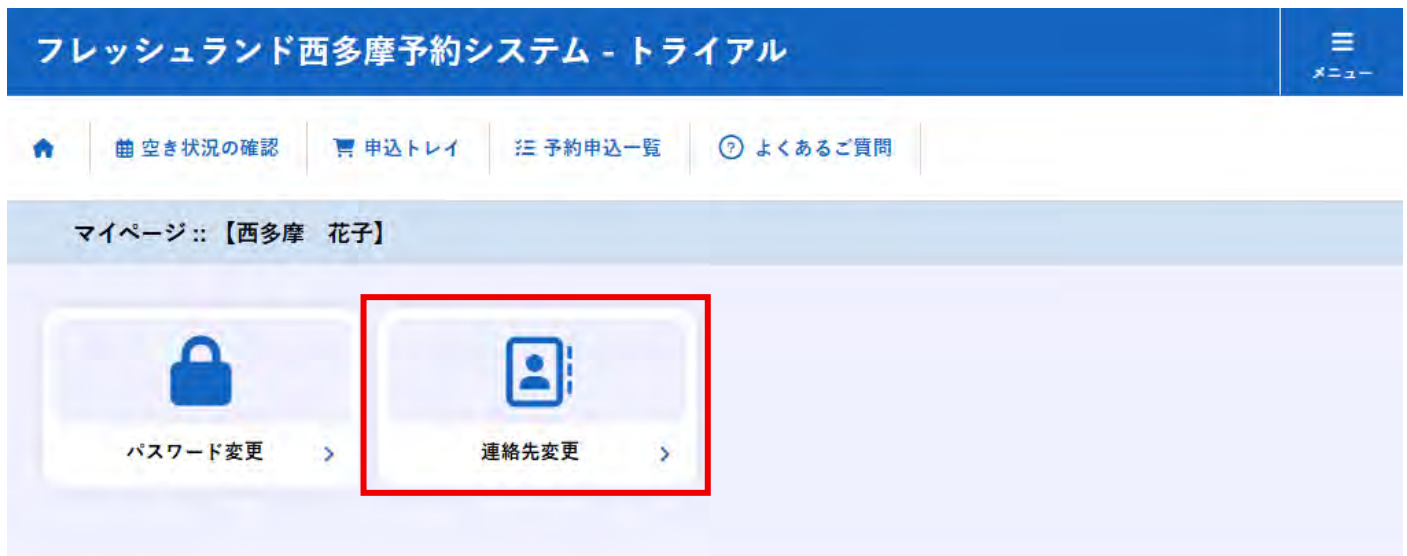 フレッシュランド西多摩予約システム - トライアル
メニュー
空き状況の確認 申込トレイ 予約申込一覧 よくあるご質問
マイページ :: 【西多摩　花子】
パスワード変更 連絡先変更